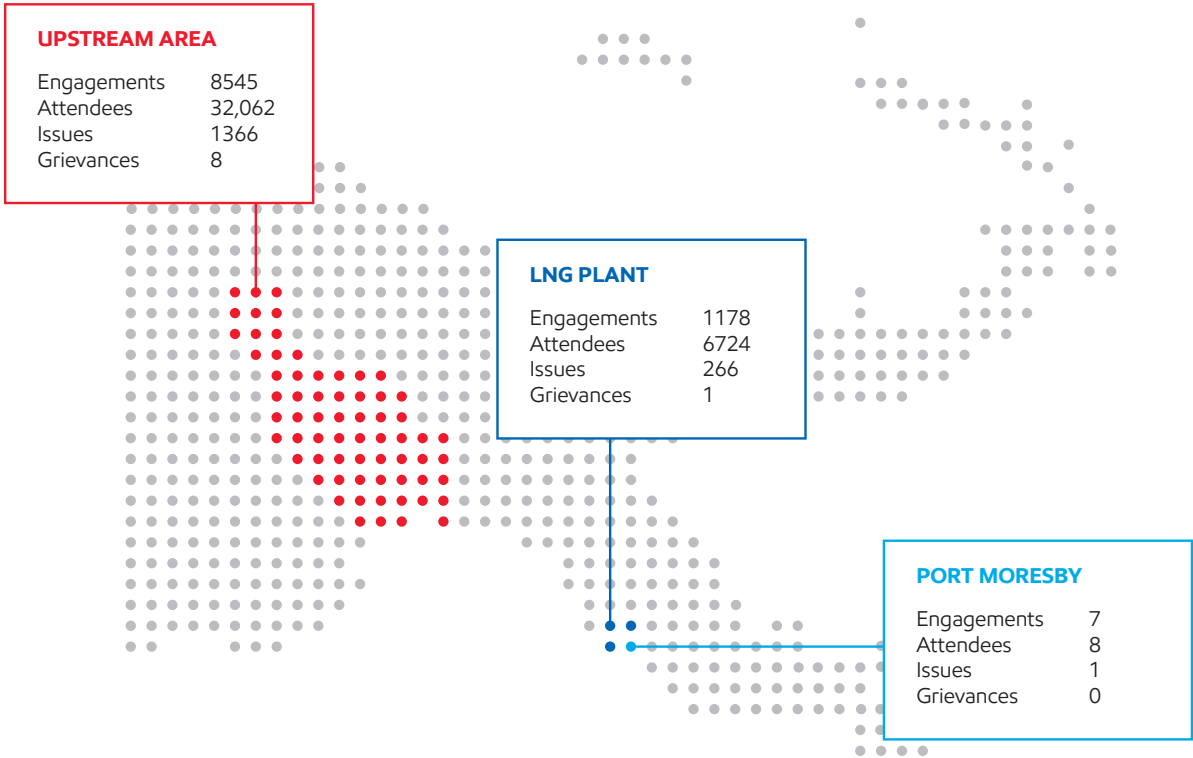 UPSTREAM AREA
Engagements 8545
Attendees 32,062
Issues 1366
Grievances 8
LNG PLANT
Engagements 1178
Attendees 6724
Issues 266
Grievances 1
PORT MORESBY
Engagements 7
Attendees 8
Issues 1
Grievances 0